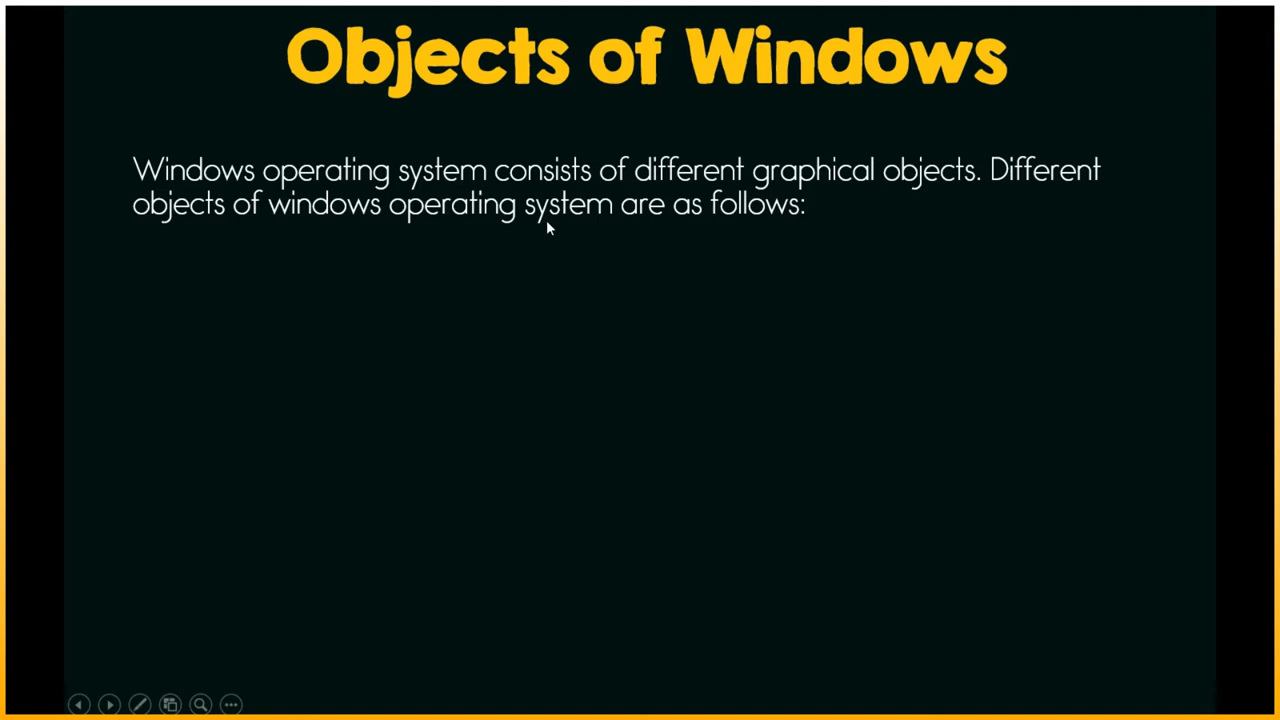 Objects of Windows
Windows operating system consists of different graphical objects. Different
objects of windows operating system are as follows: